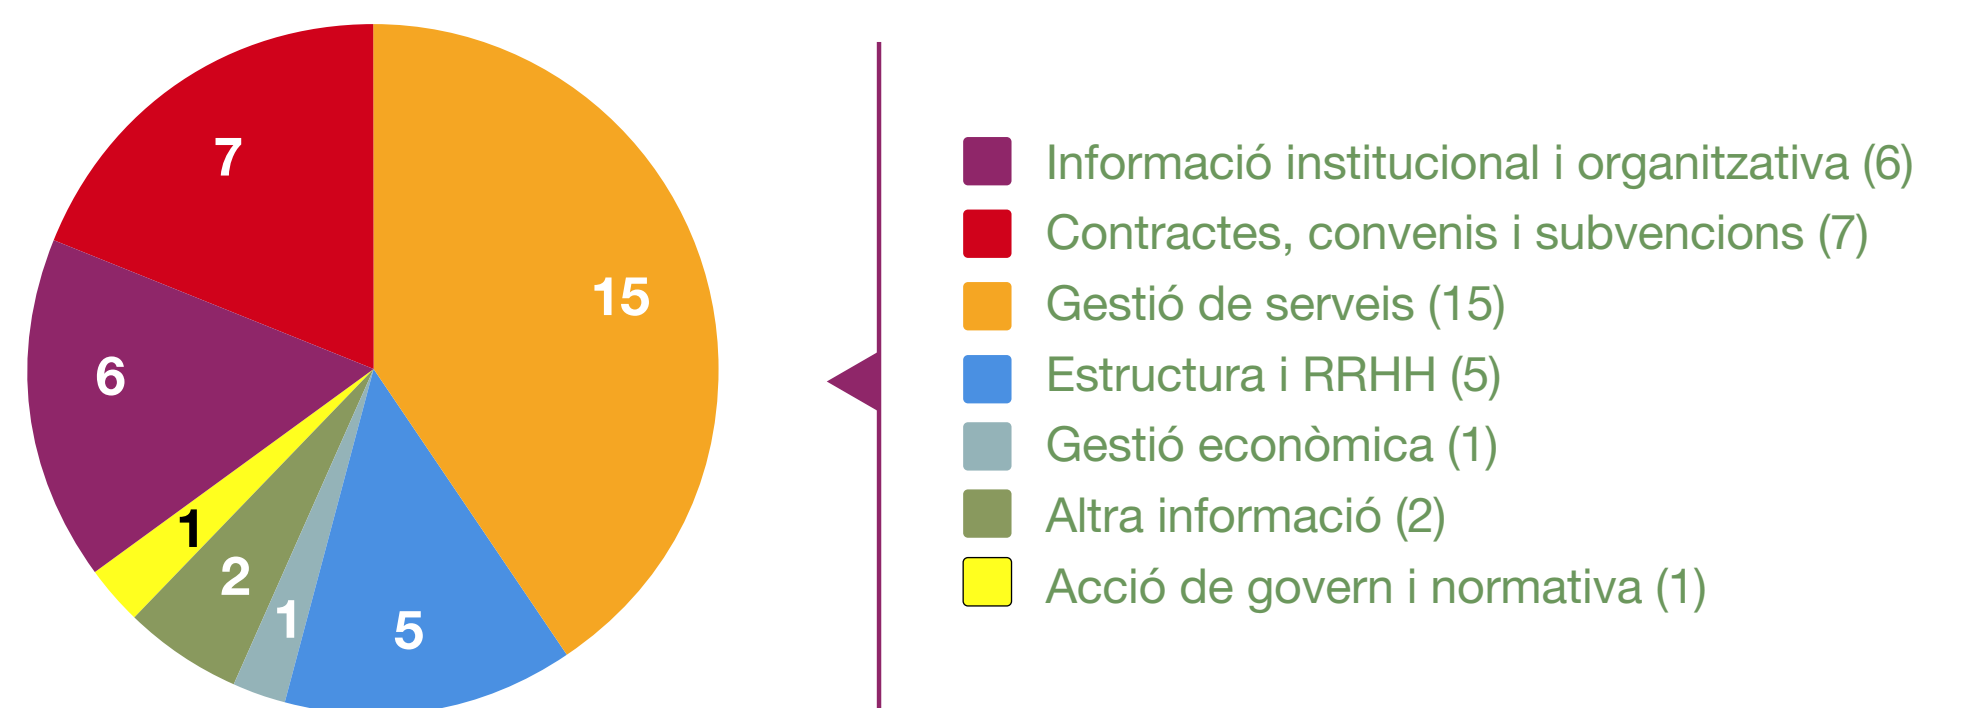 7
15
6
1
2
1
5
Informació institucional i organitzativa (6)
Contractes, convenis i subvencions (7)
Gestió de serveis (15)
Estructura i RRHH (5)
Gestió econòmica (1)
Altra informació (2)
Acció de govern i normativa (1)